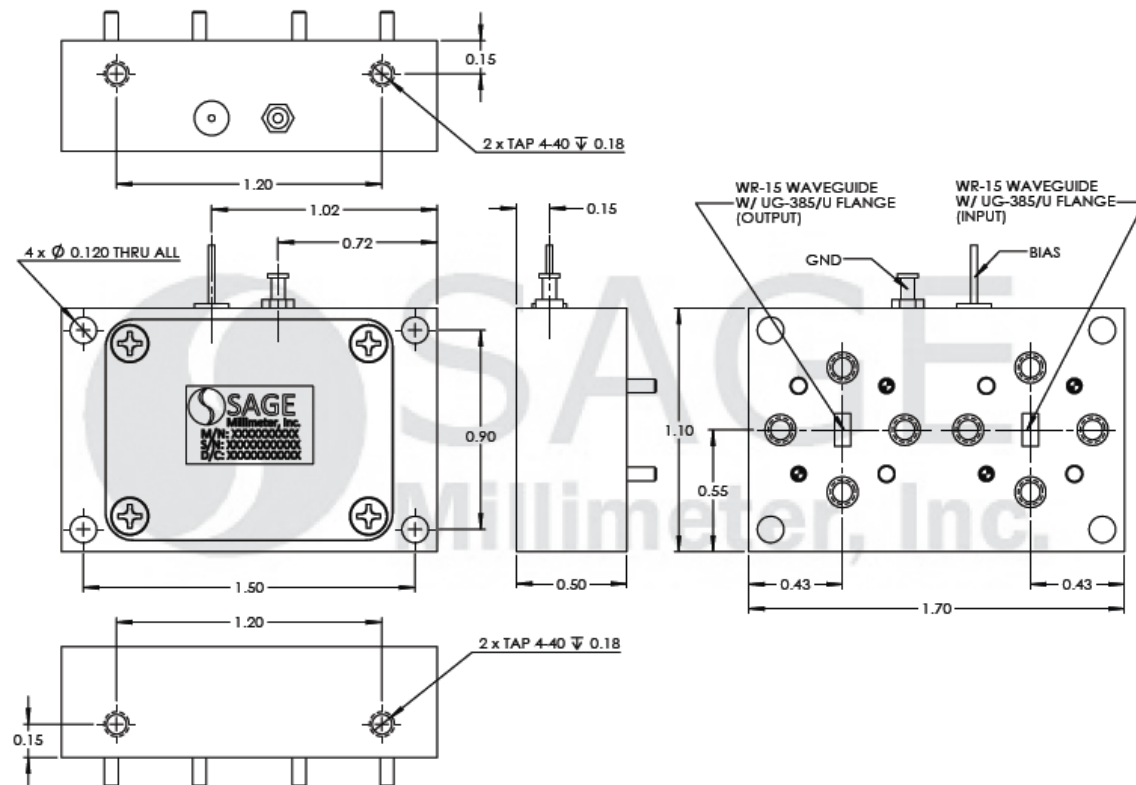 0.15
2 x TAP 4-40 ↧ 0.18
1.20
1.02
0.72
4 x Ø 0.120 THRU ALL
SAGE
Millimeter, Inc.
M/N: XXXXXXXXXX
S/N: XXXXXXXXXX
D/C: XXXXXXXXXX
0.90
1.50
0.15
0.50
WR-15 WAVEGUIDE
W/ UG-385/U FLANGE
(OUTPUT)
WR-15 WAVEGUIDE
W/ UG-385/U FLANGE
(INPUT)
GND
BIAS
1.10
0.55
0.43
0.43
1.70
SAGE
Millimeter, Inc.
1.20
2 x TAP 4-40 ↧ 0.18
0.15